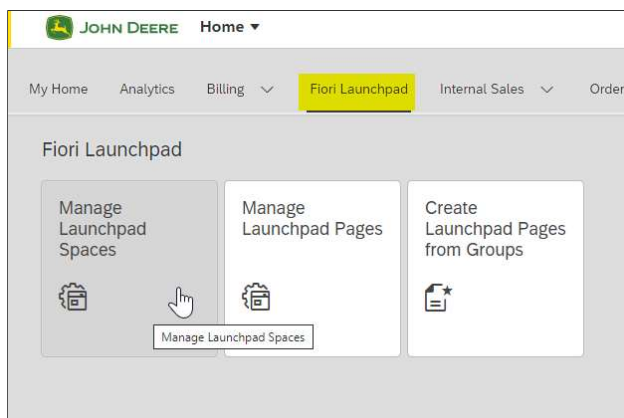 JOHN DEERE Home
My Home Analytics Billing Fiori Launchpad Internal Sales Order
Fiori Launchpad
Manage
Launchpad
Spaces
Manage
Launchpad Pages
Create
Launchpad Pages
from Groups
Manage Launchpad Spaces